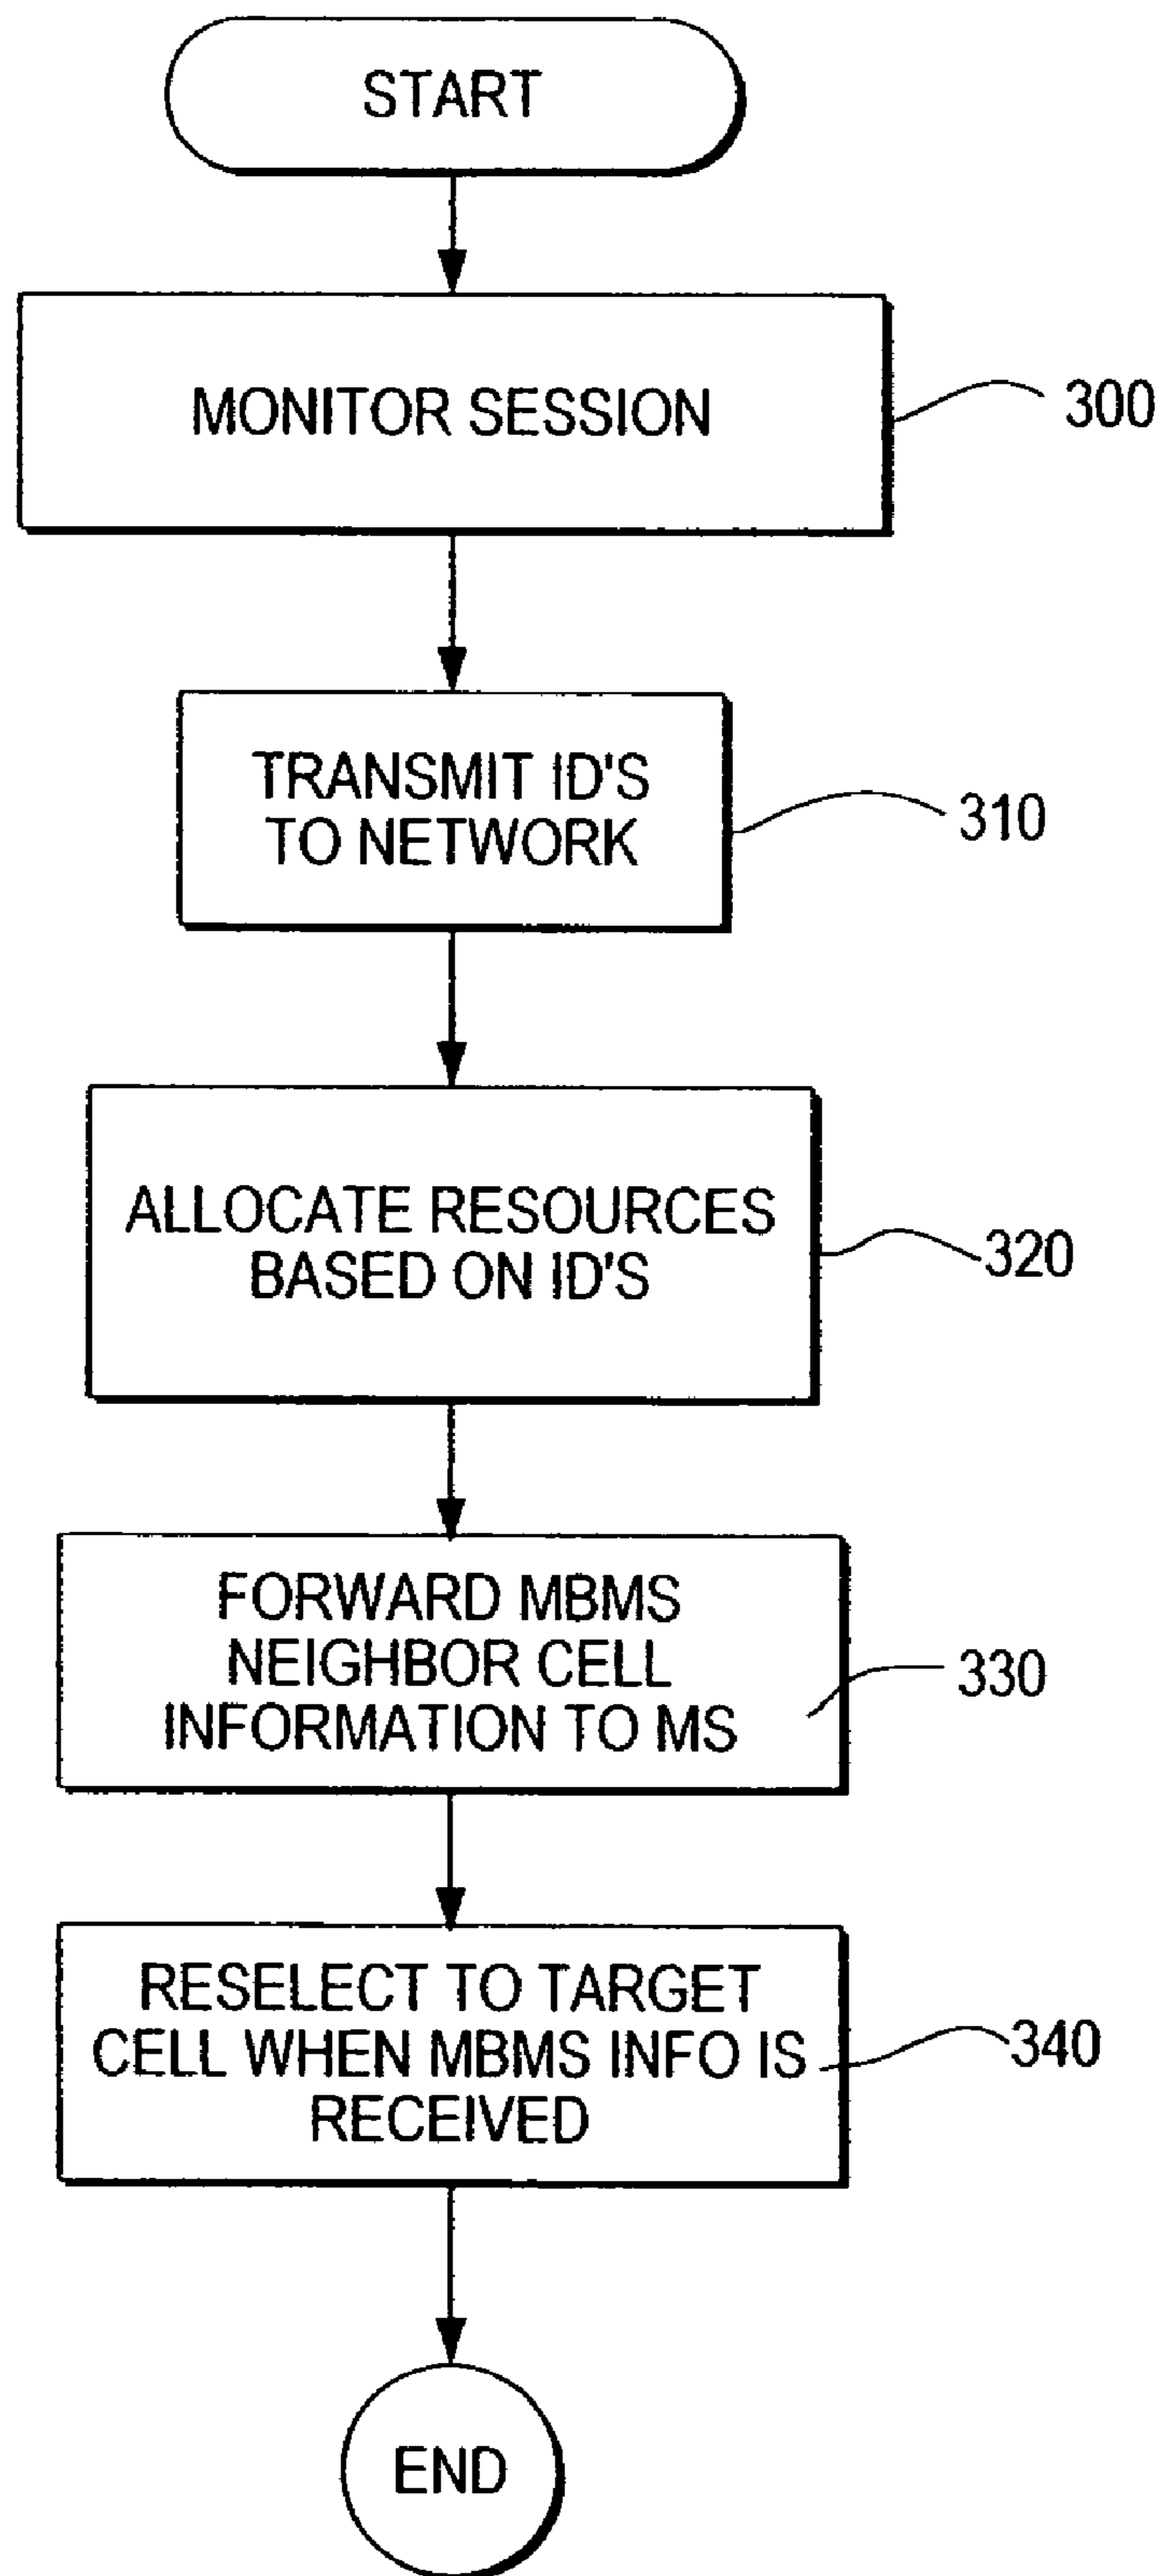 START
MONITOR SESSION
300
TRANSMIT ID'S
TO NETWORK
310
ALLOCATE RESOURCES
BASED ON ID'S
320
FORWARD MBMS
NEIGHBOR CELL
INFORMATION TO MS
330
RESELECT TO TARGET
CELL WHEN MBMS INFO IS
RECEIVED
340
END